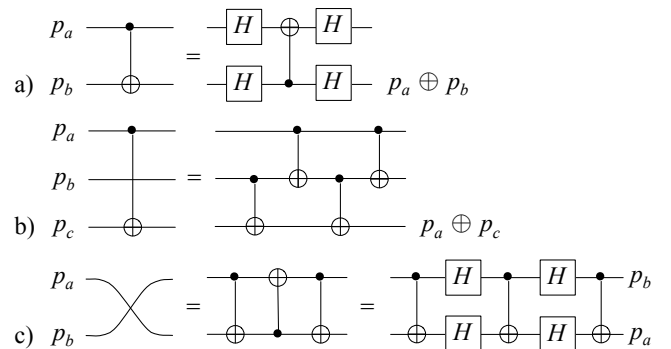 p_a = H H
a) p_b H H p_a ⊕ p_b
p_a
p_b =
b) p_c p_a ⊕ p_c
p_a = = H H p_b
c) p_b H H p_a